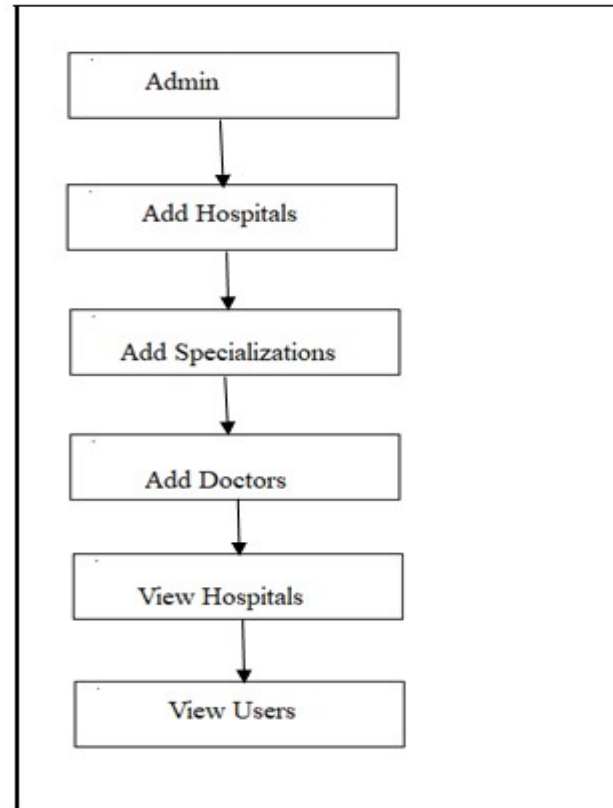 Admin
Add Hospitals
Add Specializations
Add Doctors
View Hospitals
View Users